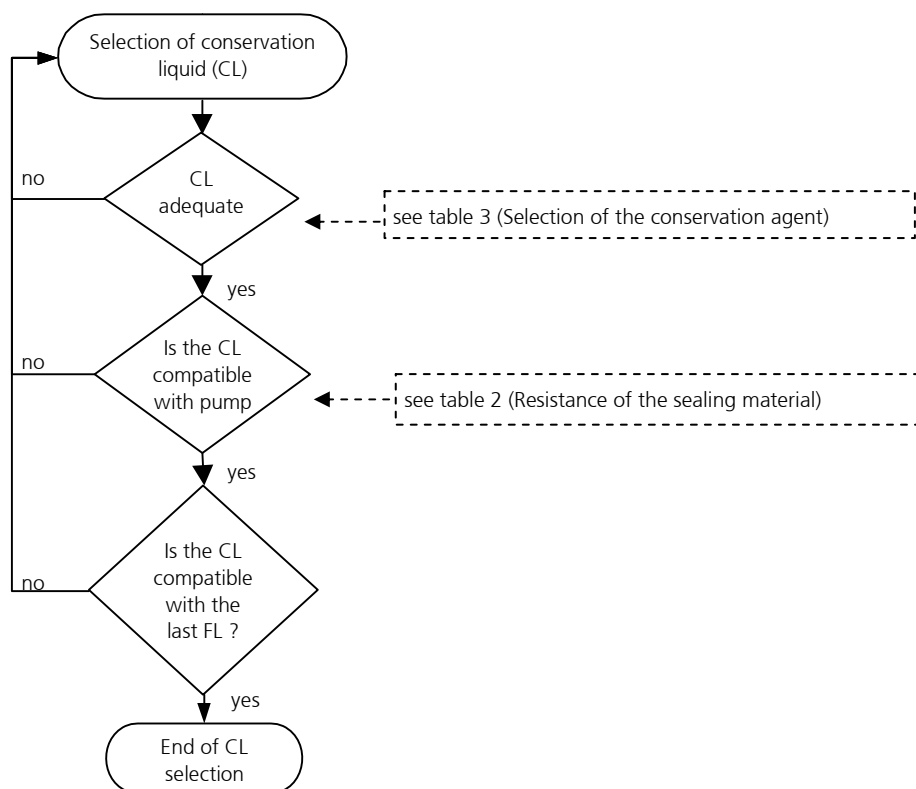 Selection of conservation
liquid (CL)
no
CL
adequate
see table 3 (Selection of the conservation agent)
yes
no
Is the CL
compatible
with pump
see table 2 (Resistance of the sealing material)
yes
no
Is the CL
compatible
with the
last FL ?
yes
End of CL
selection